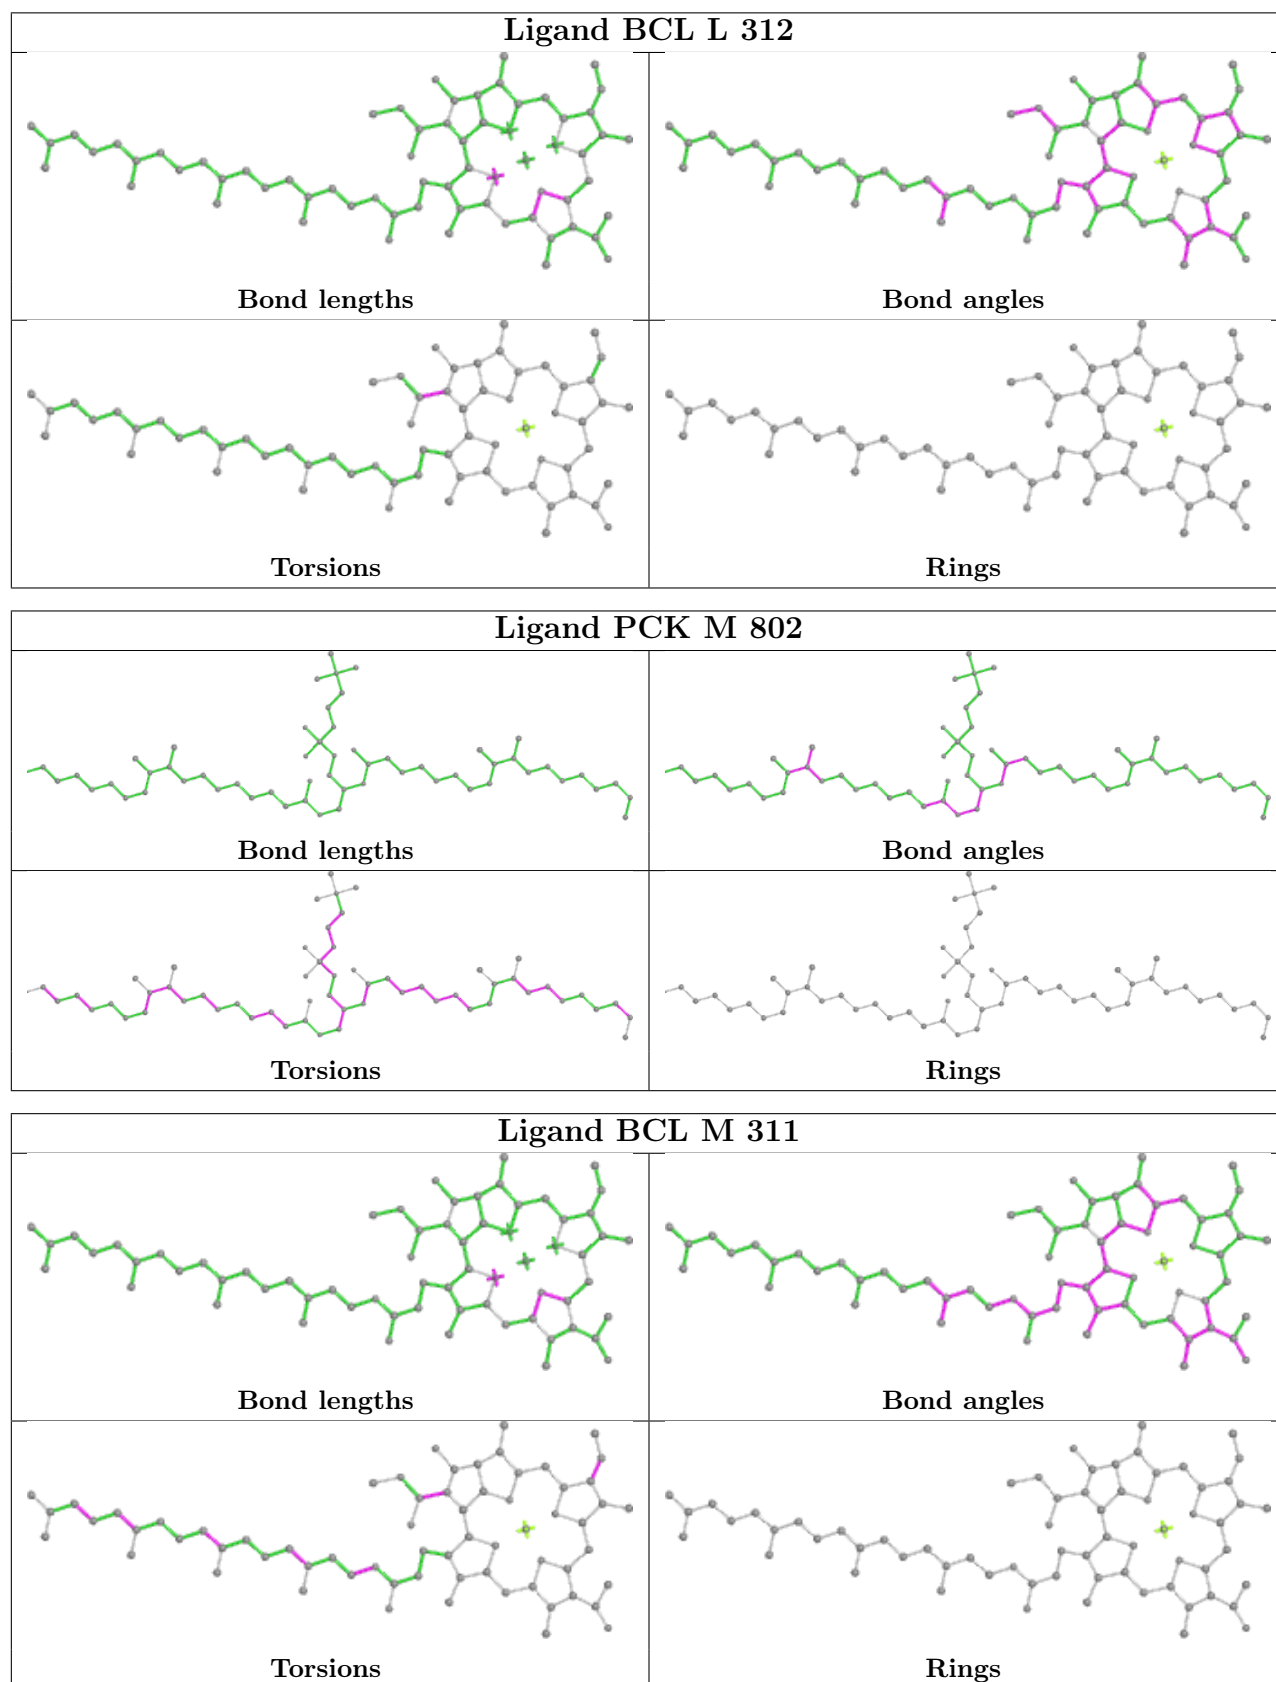 Ligand BCL L 312
Bond lengths
Bond angles
Torsions
Rings
Ligand PCK M 802
Bond lengths
Bond angles
Torsions
Rings
Ligand BCL M 311
Bond lengths
Bond angles
Torsions
Rings